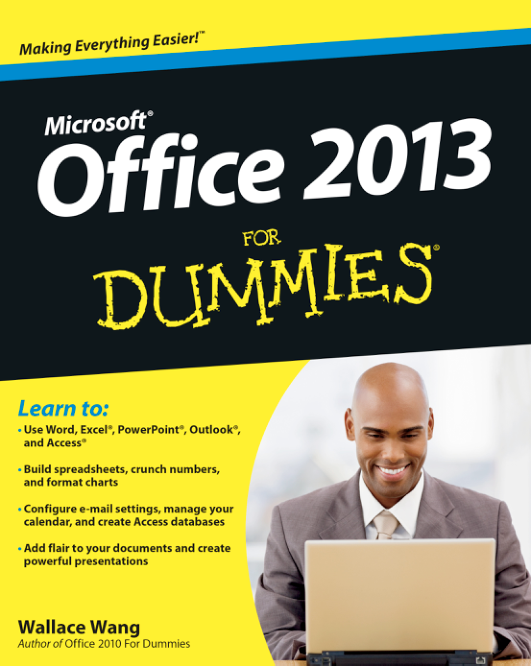 Making Everything Easier!™
Microsoft®
Office 2013
FOR
DUMMIES®
Learn to:
• Use Word, Excel®, PowerPoint®, Outlook®,
and Access®
• Build spreadsheets, crunch numbers,
and format charts
• Configure e-mail settings, manage your
calendar, and create Access databases
• Add flair to your documents and create
powerful presentations
Wallace Wang
Author of Office 2010 For Dummies